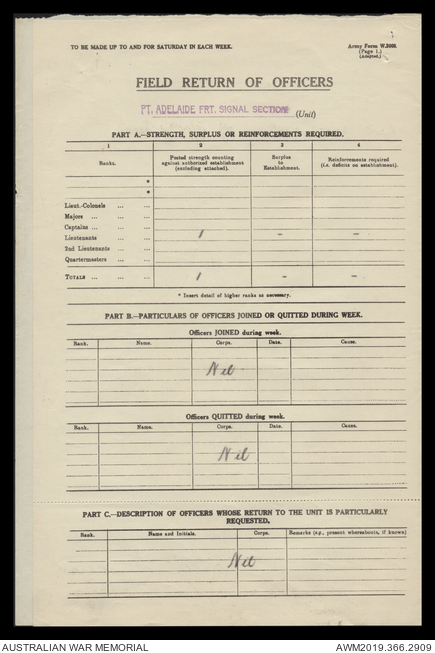 TO BE MADE UP TO AND FOR SATURDAY IN EACH WEEK.
Army Form W.3008.
(Page 1.)
(Adapted.)
FIELD RETURN OF OFFICERS
PT. ADELAIDE FRT. SIGNAL SECTION (Unit)
PART A.—STRENGTH, SURPLUS OR REINFORCEMENTS REQUIRED.
1 2 3 4
Ranks. Posted strength counting against authorized establishment (excluding attached). Surplus to Establishment. Reinforcements required (i.e. deficits on establishment).
*
*
Lieut.-Colonels ... ...
Majors ... ... ...
Captains ... ... ...
Lieutenants ... 1 – –
2nd Lieutenants ... ...
Quartermasters ... ...
TOTALS ... ... 1 – –
* Insert detail of higher ranks as necessary.
PART B.—PARTICULARS OF OFFICERS JOINED OR QUITTED DURING WEEK.
Officers JOINED during week.
Rank. Name. Corps. Date. Cause.
Nil
Officers QUITTED during week.
Rank. Name. Corps. Date. Cause.
Nil
PART C.—DESCRIPTION OF OFFICERS WHOSE RETURN TO THE UNIT IS PARTICULARLY
REQUESTED.
Rank. Name and Initials. Corps. Remarks (e.g., present whereabouts, if known)
Nil
AUSTRALIAN WAR MEMORIAL
AWM2019.366.2909